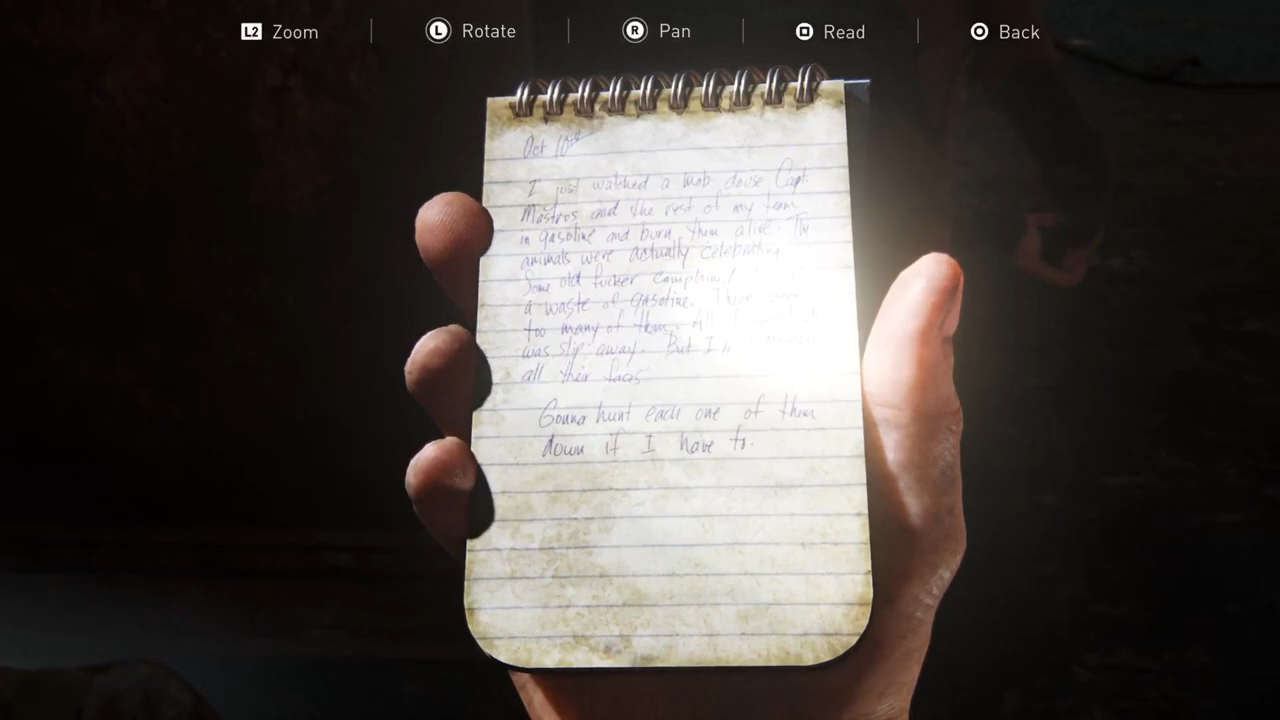 L2 Zoom L Rotate R Pan Read Back
Oct 10th
I just watched a mob douse Capt.
Mastros and the rest of my team
in gasoline and burn them alive. The
animals were actually celebrating.
Some old fucker complained
a waste of gasoline. There were
too many of them. All I
was slip away. But I
all their faces
Gonna hunt each one of them
down if I have to.